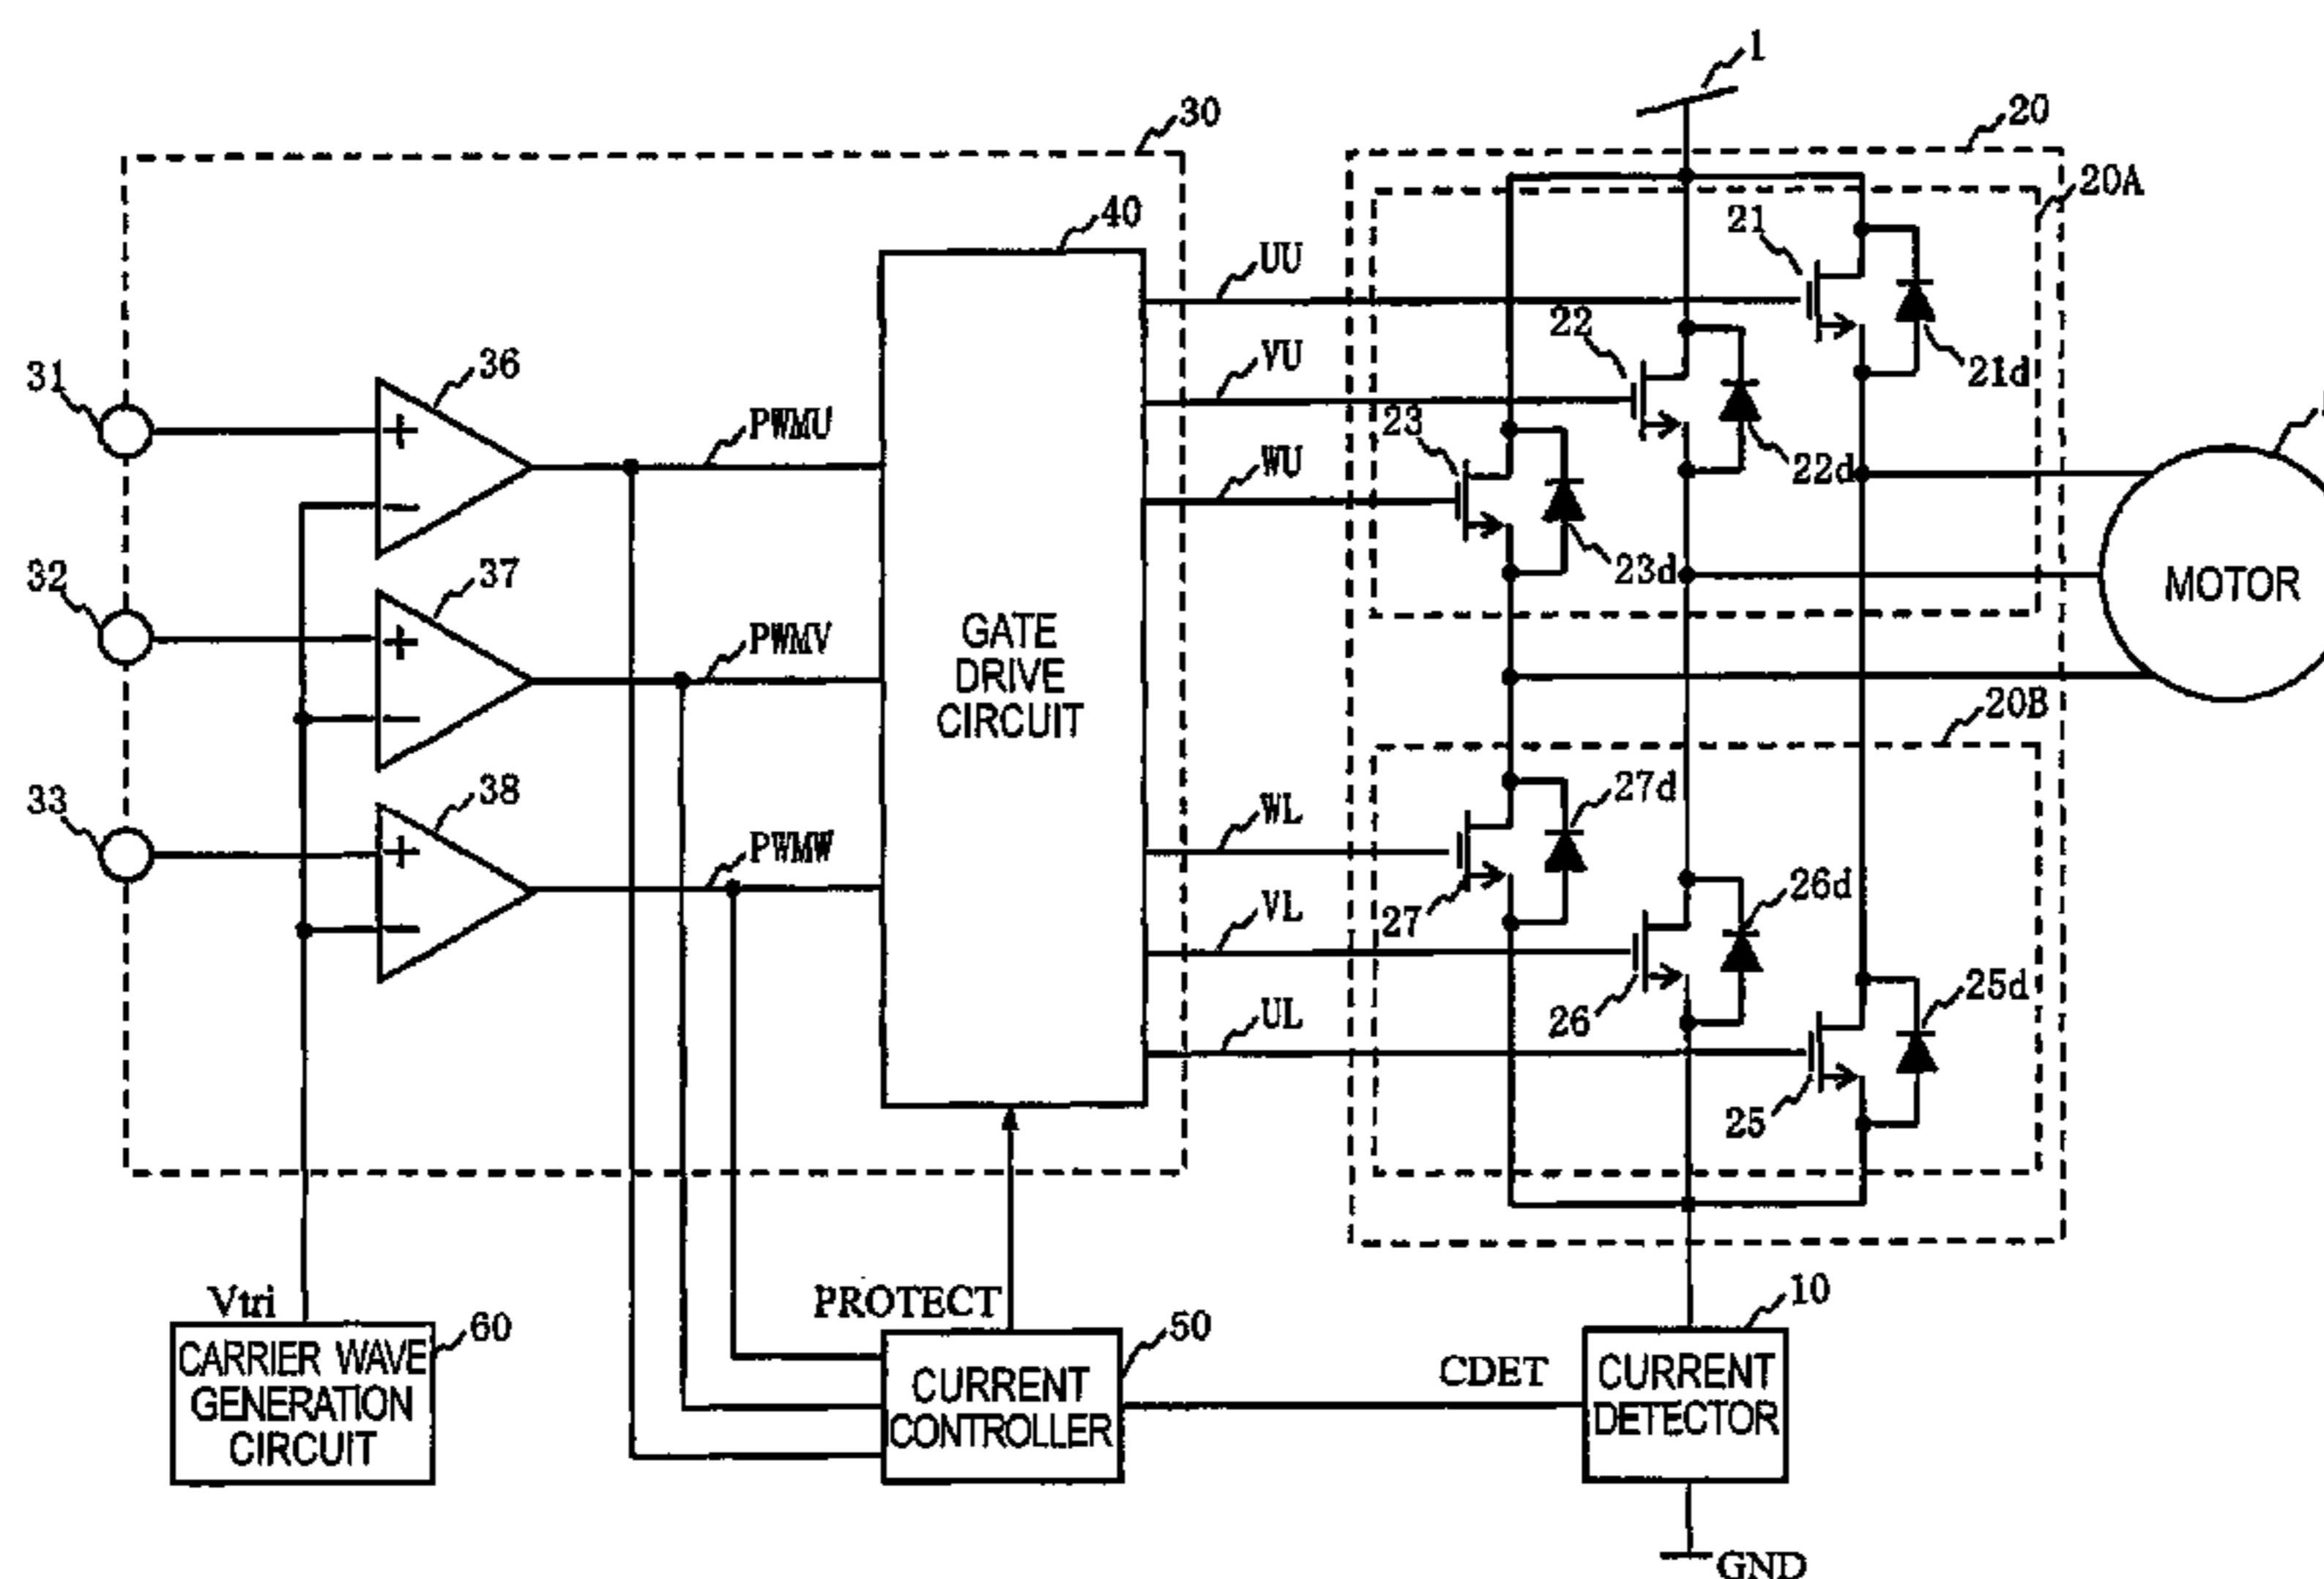 1
30
20
20A
40
21
UU
22
VU
21d
31
36
23
PWMU
WU
22d
32
37
23d
MOTOR
GATE
DRIVE
CIRCUIT
PWMV
20B
33
38
27d
WL
PWMW
26d
VL
27
25d
UL
26
25
Vtri
PROTECT
10
60
50
CARRIER WAVE
GENERATION
CIRCUIT
CURRENT
CONTROLLER
CDET
CURRENT
DETECTOR
GND
+
−
+
−
+
−